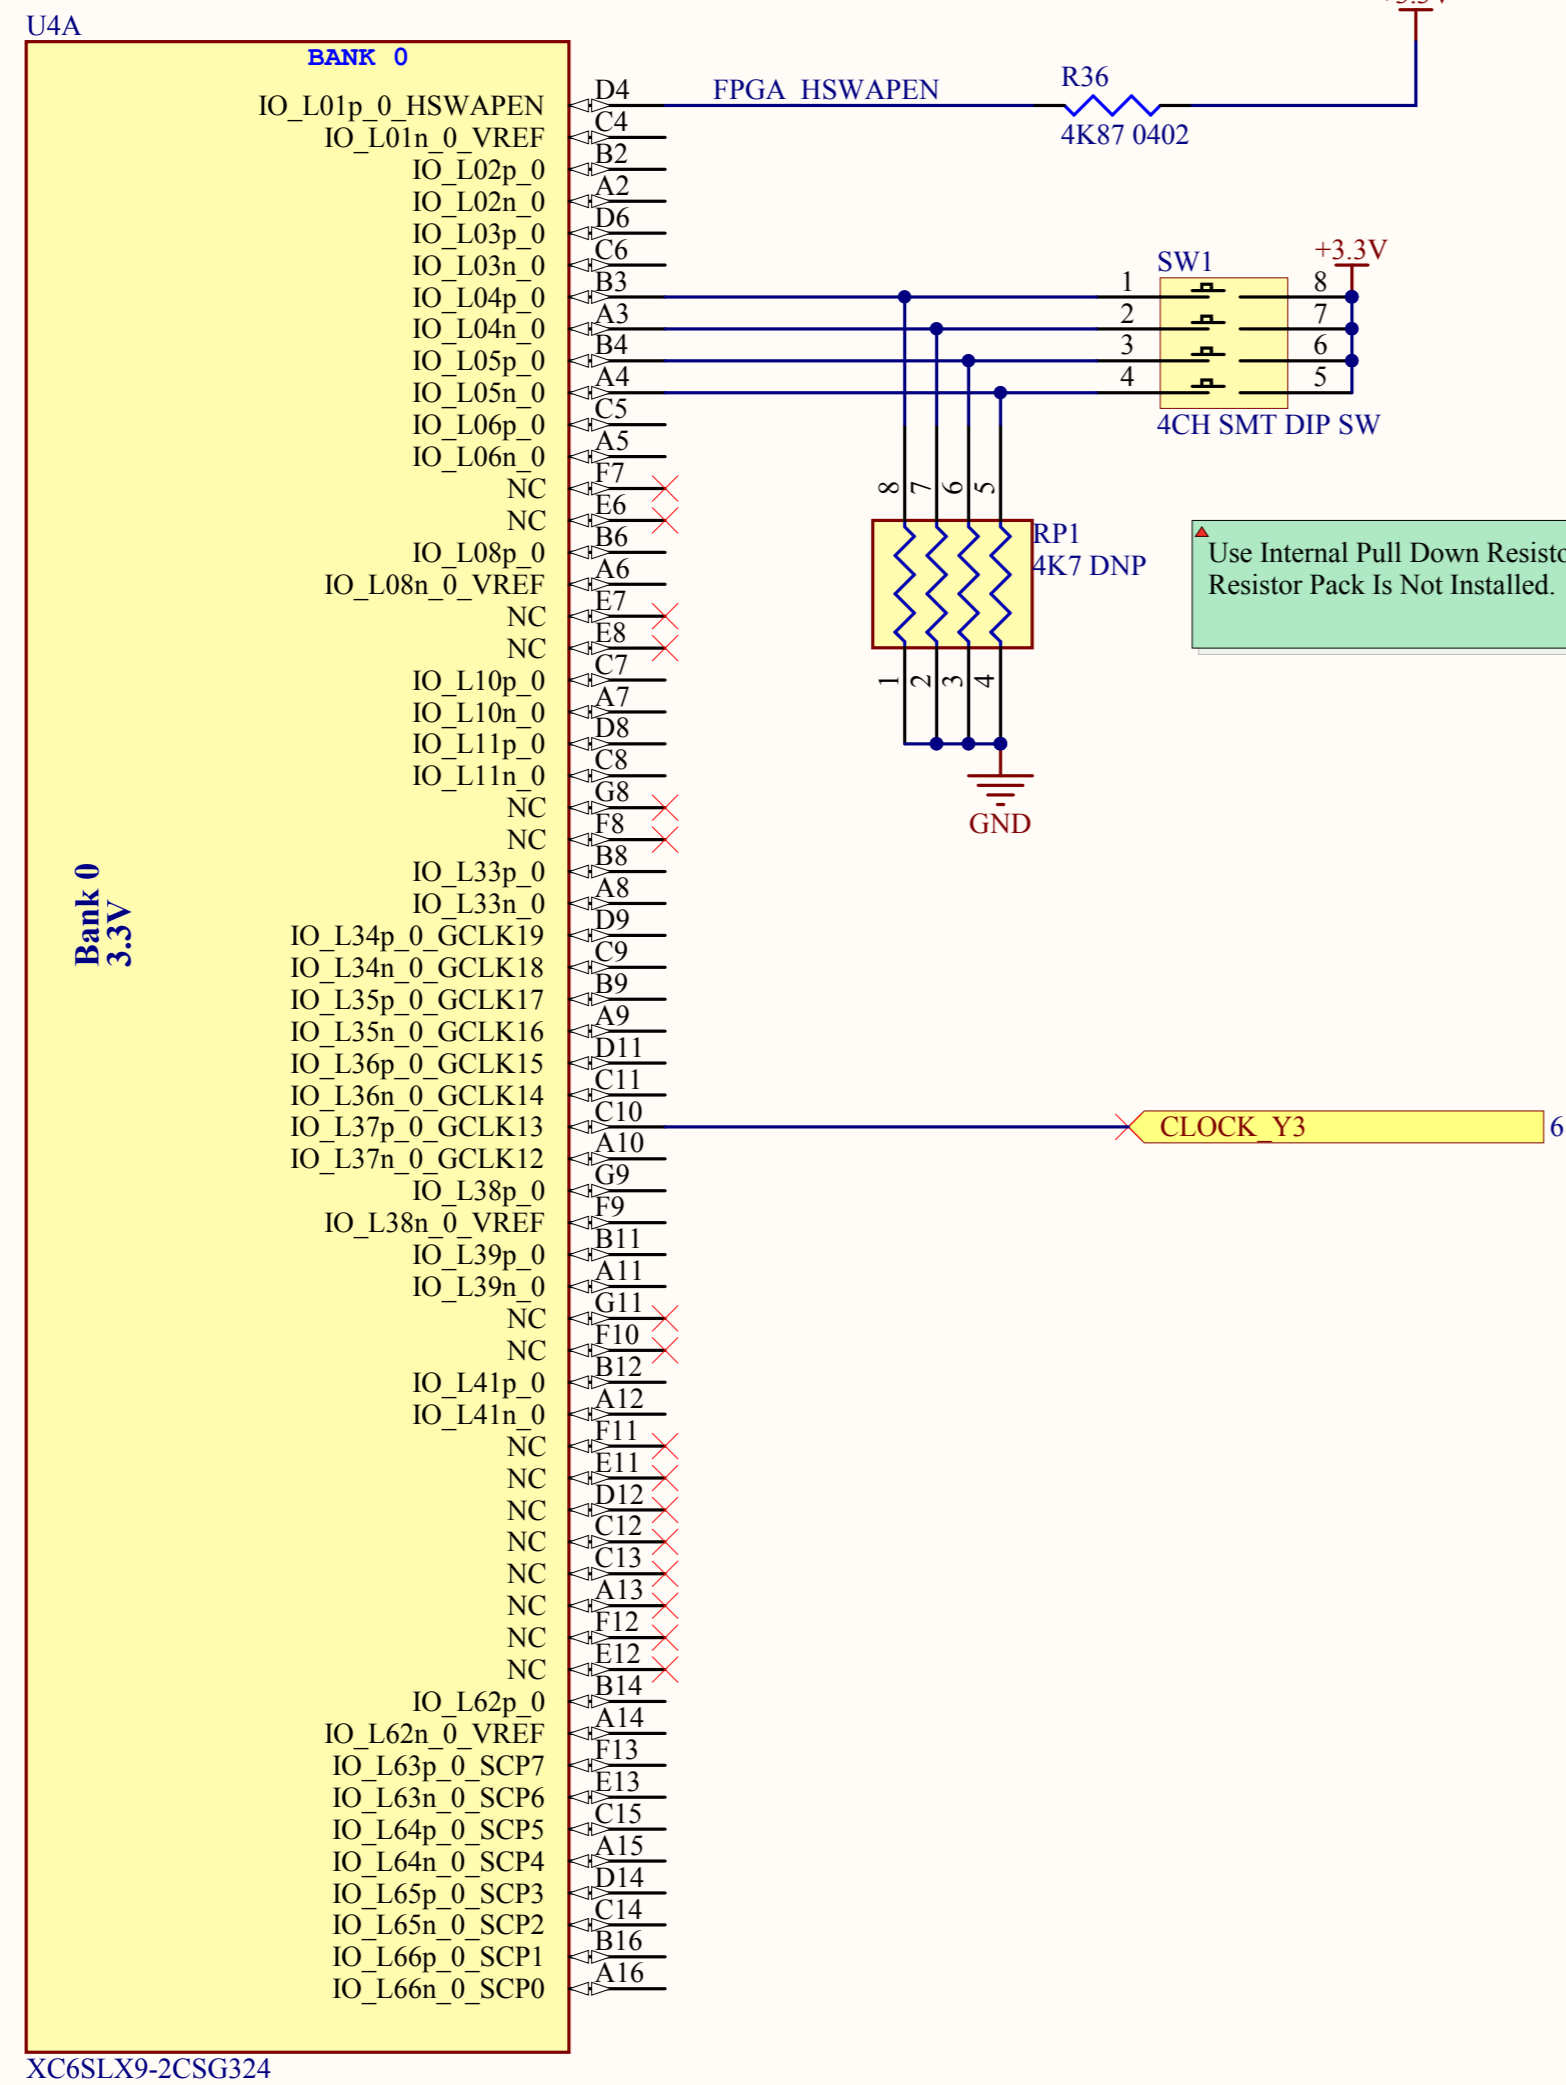 U4A
BANK 0
IO_L01p_0_HSWAPEN D4 FPGA_HSWAPEN R36
4K87 0402
IO_L01n_0_VREF C4
IO_L02p_0 B2
IO_L02n_0 A2
IO_L03p_0 D6
IO_L03n_0 C6
SW1 +3.3V
IO_L04p_0 B3 1 8
IO_L04n_0 A3 2 7
IO_L05p_0 B4 3 6
IO_L05n_0 A4 4 5
4CH SMT DIP SW
IO_L06p_0 C5
IO_L06n_0 A5
NC F7
8 7 6 5
NC E6
RP1
4K7 DNP
Use Internal Pull Down
Resistor Pack Is Not Installed.
IO_L08p_0 B6
IO_L08n_0_VREF A6
NC E7
NC E8
1 2 3 4
IO_L10p_0 C7
IO_L10n_0 A7
IO_L11p_0 D8
IO_L11n_0 C8
GND
NC G8
NC F8
IO_L33p_0 B8
IO_L33n_0 A8
Bank 0
3.3V
IO_L34p_0_GCLK19 D9
IO_L34n_0_GCLK18 C9
IO_L35p_0_GCLK17 B9
IO_L35n_0_GCLK16 A9
IO_L36p_0_GCLK15 D11
IO_L36n_0_GCLK14 C11
IO_L37p_0_GCLK13 C10 CLOCK_Y3 6
IO_L37n_0_GCLK12 A10
IO_L38p_0 G9
IO_L38n_0_VREF F9
IO_L39p_0 B11
IO_L39n_0 A11
NC G11
NC F10
IO_L41p_0 B12
IO_L41n_0 A12
NC F11
NC E11
NC D12
NC C12
NC C13
NC A13
NC F12
NC E12
IO_L62p_0 B14
IO_L62n_0_VREF A14
IO_L63p_0_SCP7 F13
IO_L63n_0_SCP6 E13
IO_L64p_0_SCP5 C15
IO_L64n_0_SCP4 A15
IO_L65p_0_SCP3 D14
IO_L65n_0_SCP2 C14
IO_L66p_0_SCP1 B16
IO_L66n_0_SCP0 A16
XC6SLX9-2CSG324